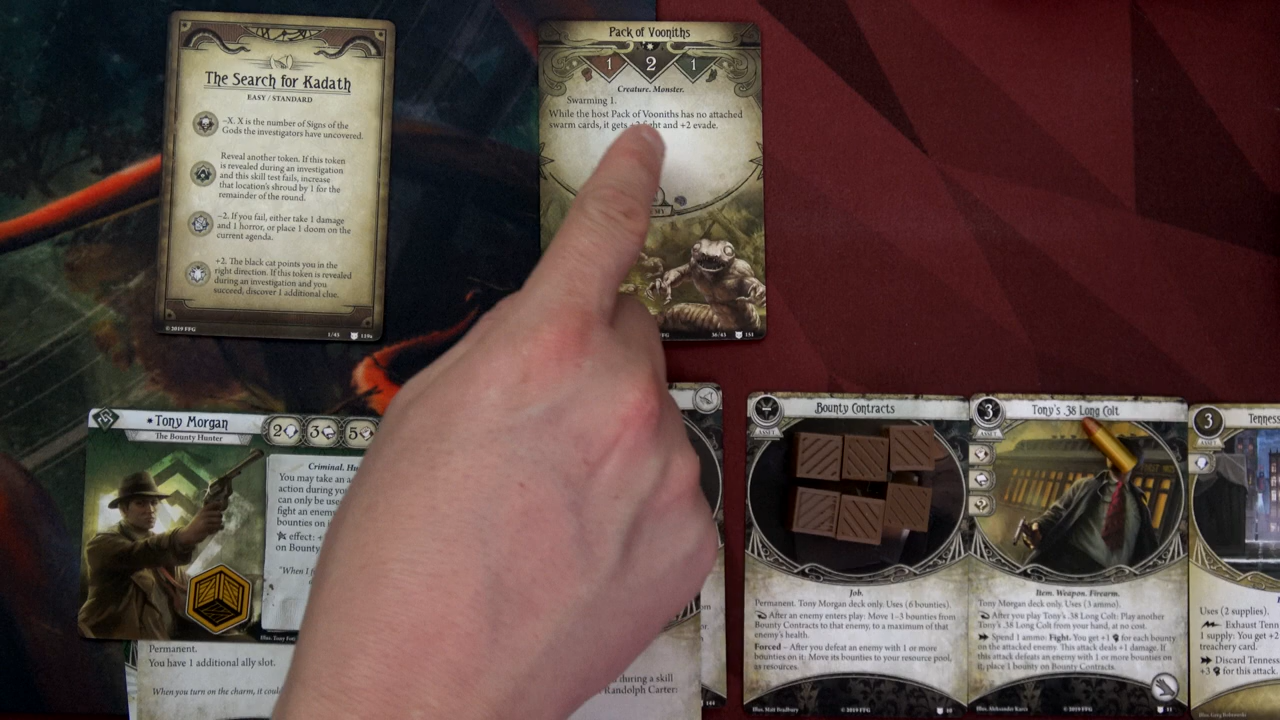 The Search for Kadath
EASY / STANDARD
-X. X is the number of Signs of the
Gods the investigators have uncovered.
Reveal another token. If this token
is revealed during an investigation
and this skill test fails, increase
that location's shroud by 1 for the
remainder of the round.
-2. If you fail, either take 1 damage
and 1 horror, or place 1 doom on the
current agenda.
+2. The black cat points you in the
right direction. If this token is revealed
during an investigation and you
succeed, discover 1 additional clue.
© 2019 FFG
1/43
119a
Pack of Vooniths
1 2 1
Creature. Monster.
Swarming 1.
While the host Pack of Vooniths has no attached
swarm cards, it gets and +2 evade.
151
Tony Morgan
2 3 5
The Bounty Hunter
Criminal.
You may take an
action during
can only be
fight an enemy
bounties on
effect:
on Bounty
"When I
Permanent.
You have 1 additional ally slot.
When you turn on the charm, it
during a skill
Randolph Carter:
Bounty Contracts
ASSET
Job.
Permanent. Tony Morgan deck only. Uses (6 bounties).
After an enemy enters play: Move 1-3 bounties from
Bounty Contracts to that enemy, to a maximum of that
enemy's health.
Forced – After you defeat an enemy with 1 or more
bounties on it: Move its bounties to your resource pool,
as resources.
© 2019 FFG
10
3
Tony's .38 Long Colt
ASSET
Item. Weapon. Firearm.
Tony Morgan deck only. Uses (3 ammo).
After you play Tony's .38 Long Colt: Play another
Tony's .38 Long Colt from your hand, at no cost.
Spend 1 ammo: Fight. You get +1 for each bounty
on the attacked enemy. This attack deals +1 damage. If
this attack defeats an enemy with 1 or more bounties on
it, place 1 bounty on Bounty Contracts.
© 2019 FFG
11
3
ASSET
Uses (2 supplies).
Exhaust
1 supply: You get
treachery card.
Discard
+3 for this attack.